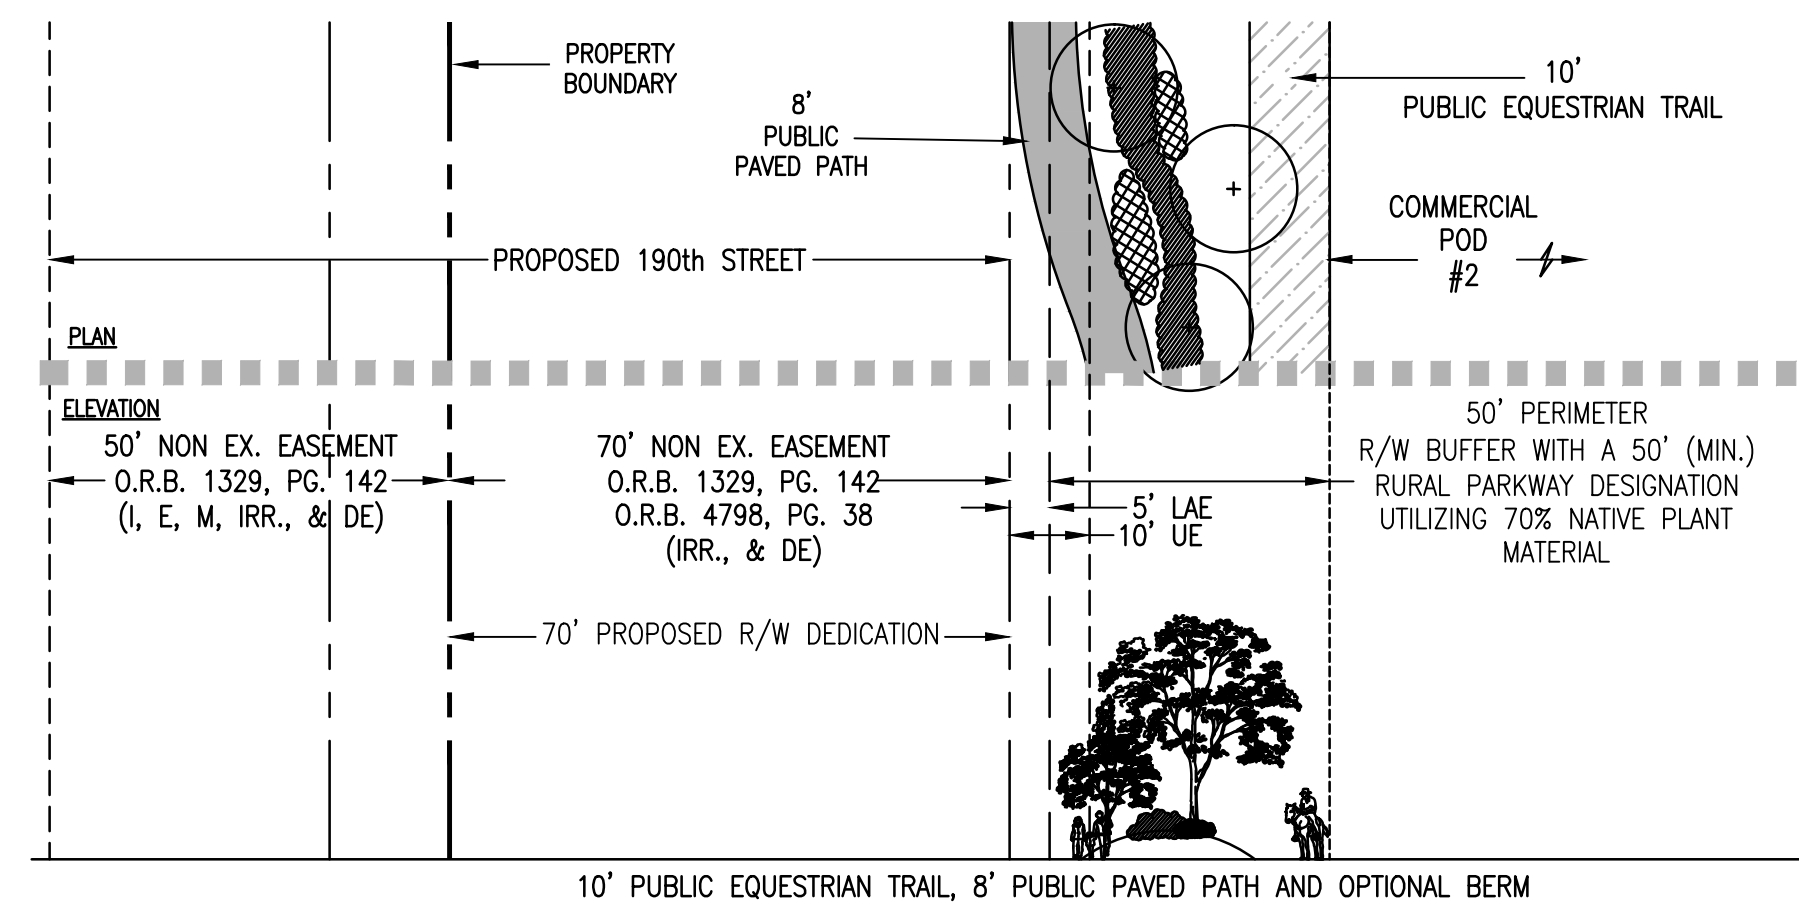 PROPERTY
BOUNDARY
8'
PUBLIC
PAVED PATH
10'
PUBLIC EQUESTRIAN TRAIL
COMMERCIAL
POD
#2
PROPOSED 190th STREET
PLAN
ELEVATION
50' NON EX. EASEMENT
O.R.B. 1329, PG. 142
(I, E, M, IRR., & DE)
70' NON EX. EASEMENT
O.R.B. 1329, PG. 142
O.R.B. 4798, PG. 38
(IRR., & DE)
5' LAE
10' UE
50' PERIMETER
R/W BUFFER WITH A 50' (MIN.)
RURAL PARKWAY DESIGNATION
UTILIZING 70% NATIVE PLANT
MATERIAL
70' PROPOSED R/W DEDICATION
10' PUBLIC EQUESTRIAN TRAIL, 8' PUBLIC PAVED PATH AND OPTIONAL BERM